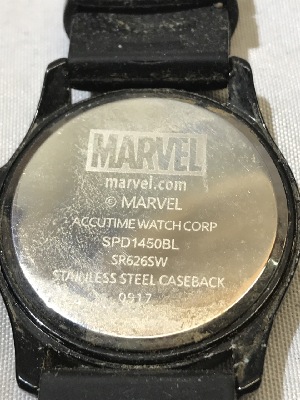 MARVEL
marvel.com
© MARVEL
ACCUTIME WATCH CORP
SPD1450BL
SR626SW
STAINLESS STEEL CASEBACK
0917